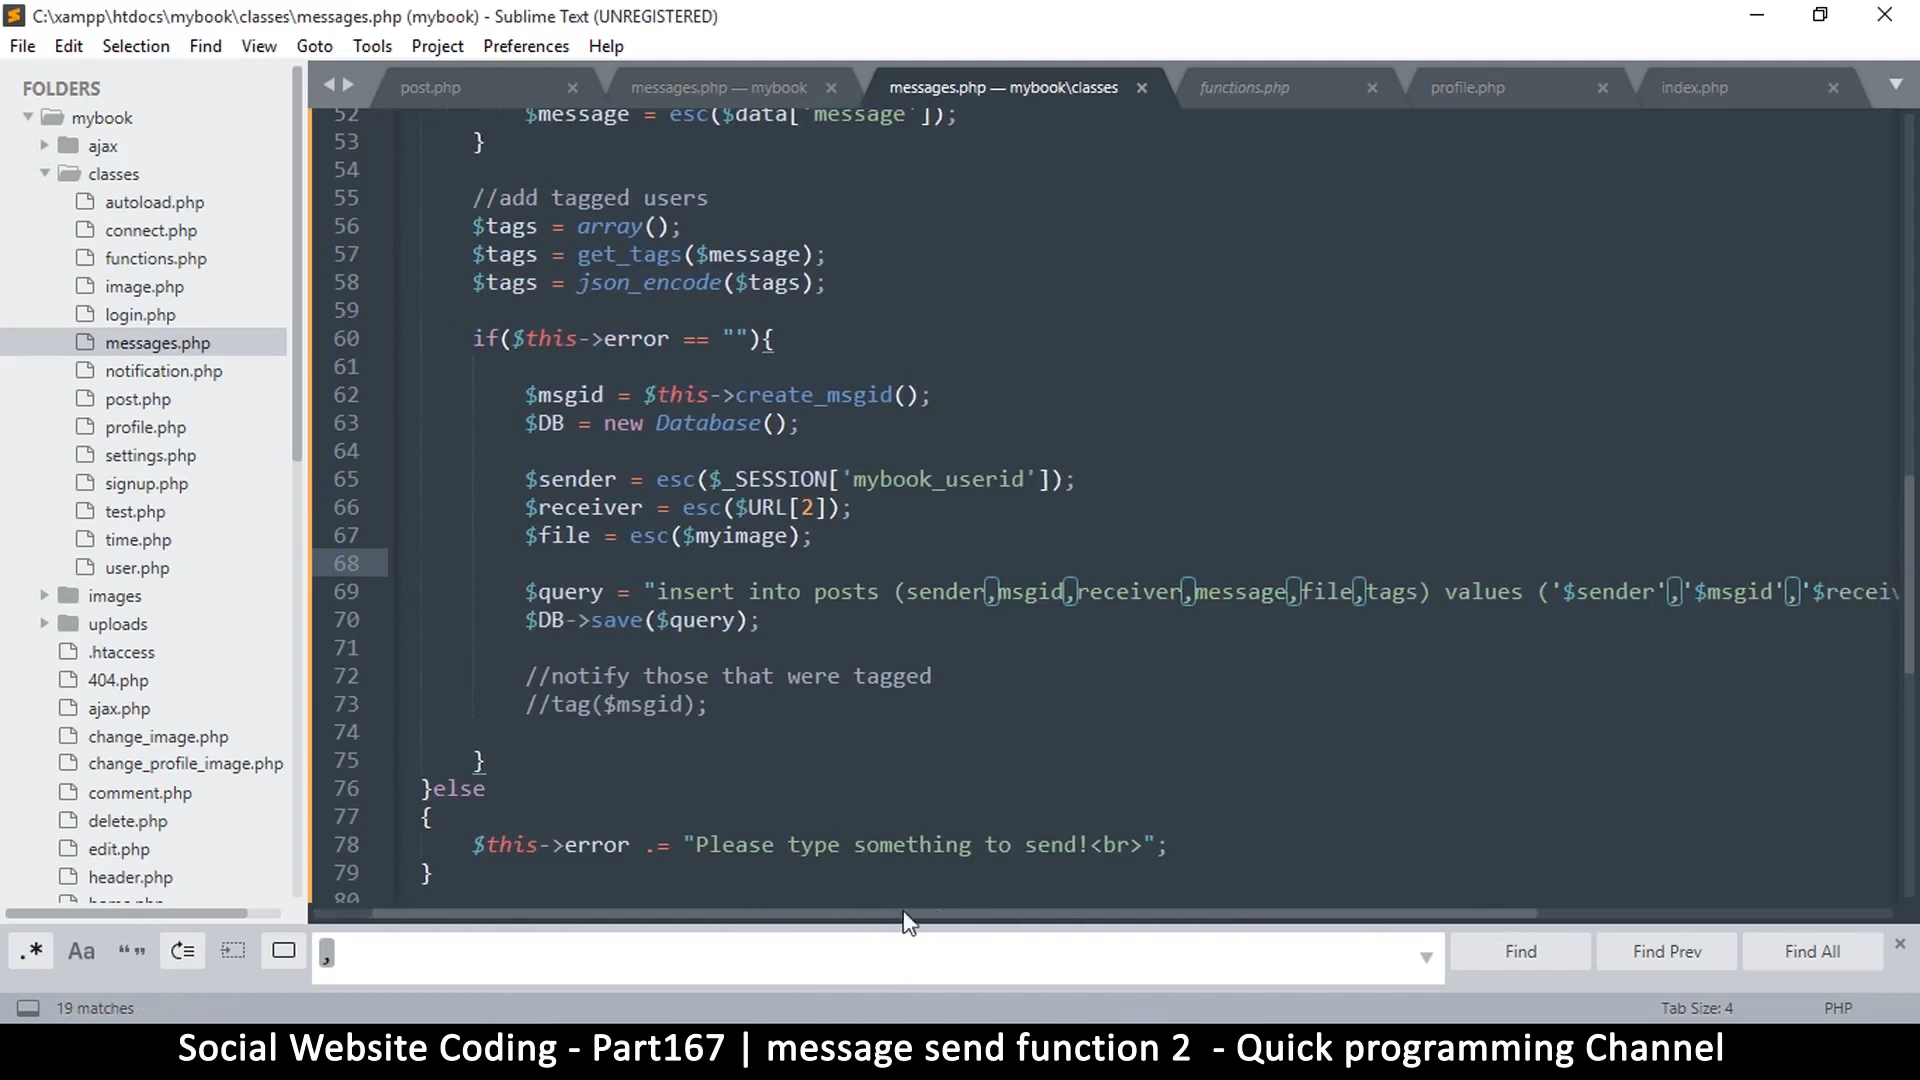 C:\xampp\htdocs\mybook\classes\messages.php (mybook) - Sublime Text (UNREGISTERED)
File Edit Selection Find View Goto Tools Project Preferences Help
FOLDERS
mybook
ajax
classes
autoload.php
connect.php
functions.php
image.php
login.php
messages.php
notification.php
post.php
profile.php
settings.php
signup.php
test.php
time.php
user.php
images
uploads
.htaccess
404.php
ajax.php
change_image.php
change_profile_image.php
comment.php
delete.php
edit.php
header.php
home.php
post.php messages.php — mybook messages.php — mybook\classes functions.php profile.php index.php
52 $message = esc($data['message']);
53 }
54
55 //add tagged users
56 $tags = array();
57 $tags = get_tags($message);
58 $tags = json_encode($tags);
59
60 if($this->error == ""){
61
62 $msgid = $this->create_msgid();
63 $DB = new Database();
64
65 $sender = esc($_SESSION['mybook_userid']);
66 $receiver = esc($URL[2]);
67 $file = esc($myimage);
68
69 $query = "insert into posts (sender,msgid,receiver,message,file,tags) values ('$sender','$msgid','$receiv
70 $DB->save($query);
71
72 //notify those that were tagged
73 //tag($msgid);
74
75 }
76 }else
77 {
78 $this->error .= "Please type something to send!<br>";
79 }
80
.* Aa “ ” , Find Find Prev Find All
19 matches Tab Size: 4 PHP
Social Website Coding - Part167 | message send function 2 - Quick programming Channel